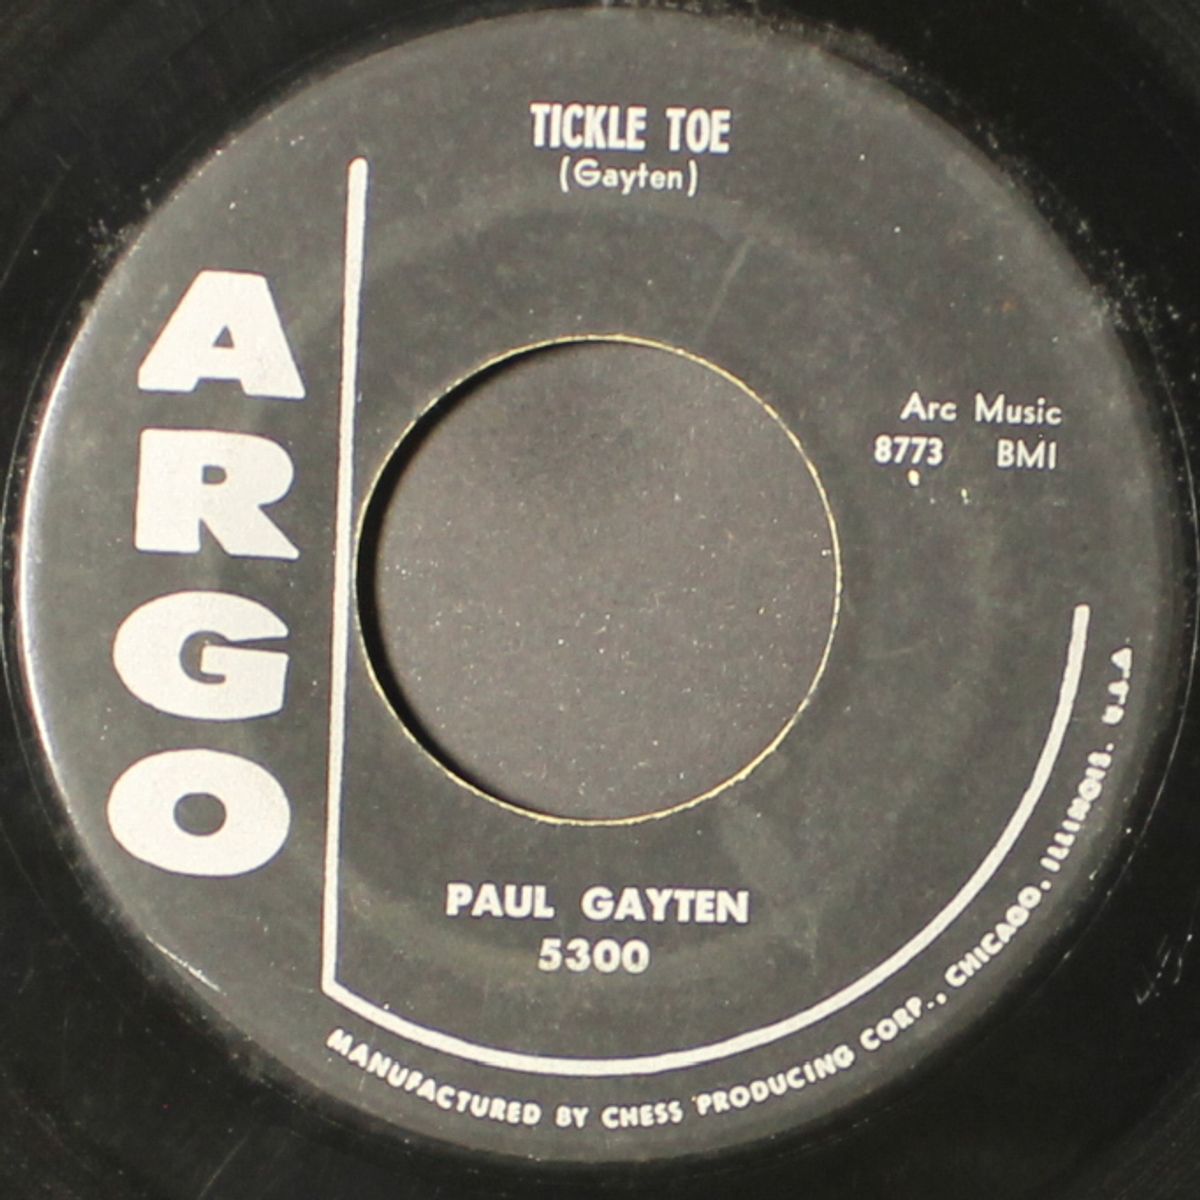 TICKLE TOE
(Gayten)
ARGO
Arc Music
8773 BMI
PAUL GAYTEN
5300
MANUFACTURED BY CHESS PRODUCING CORP., CHICAGO, ILLINOIS. U.S.A.